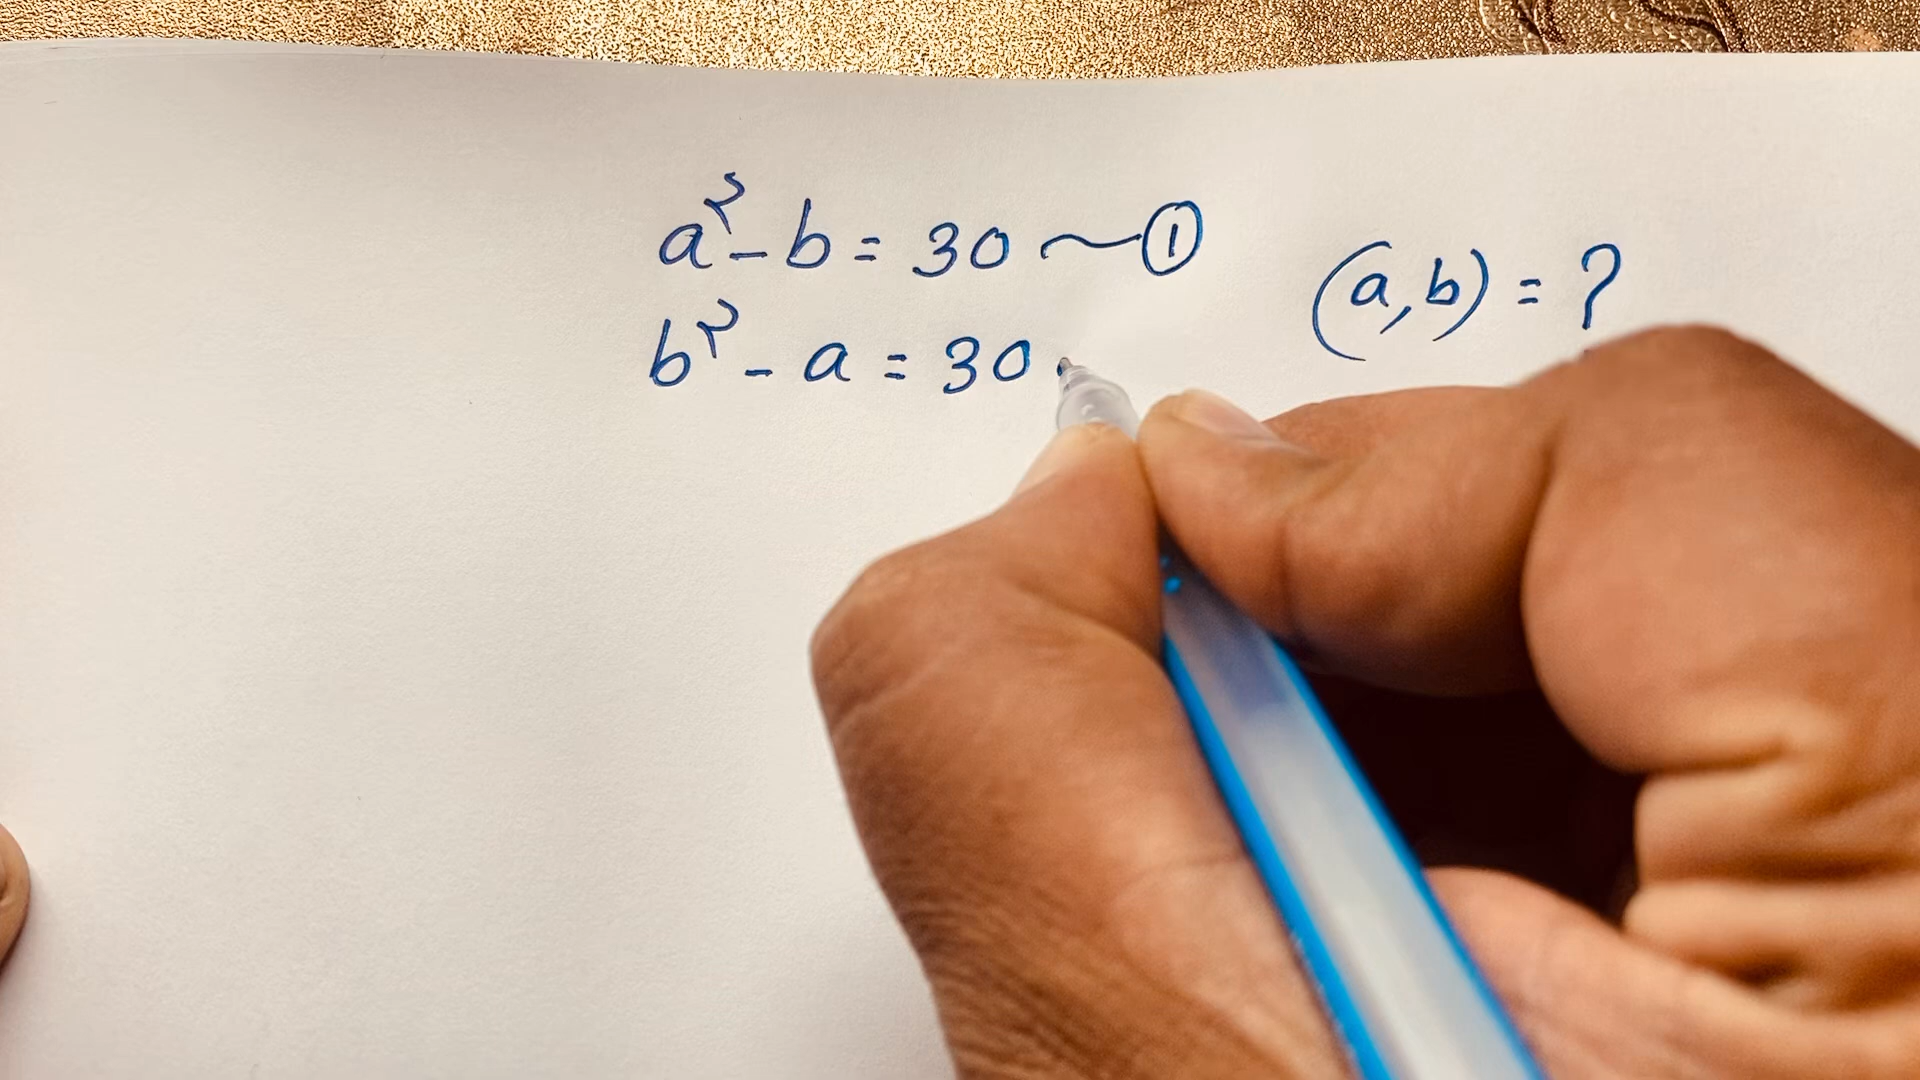 a² - b = 30 ~ ①
b² - a = 30
(a, b) = ?